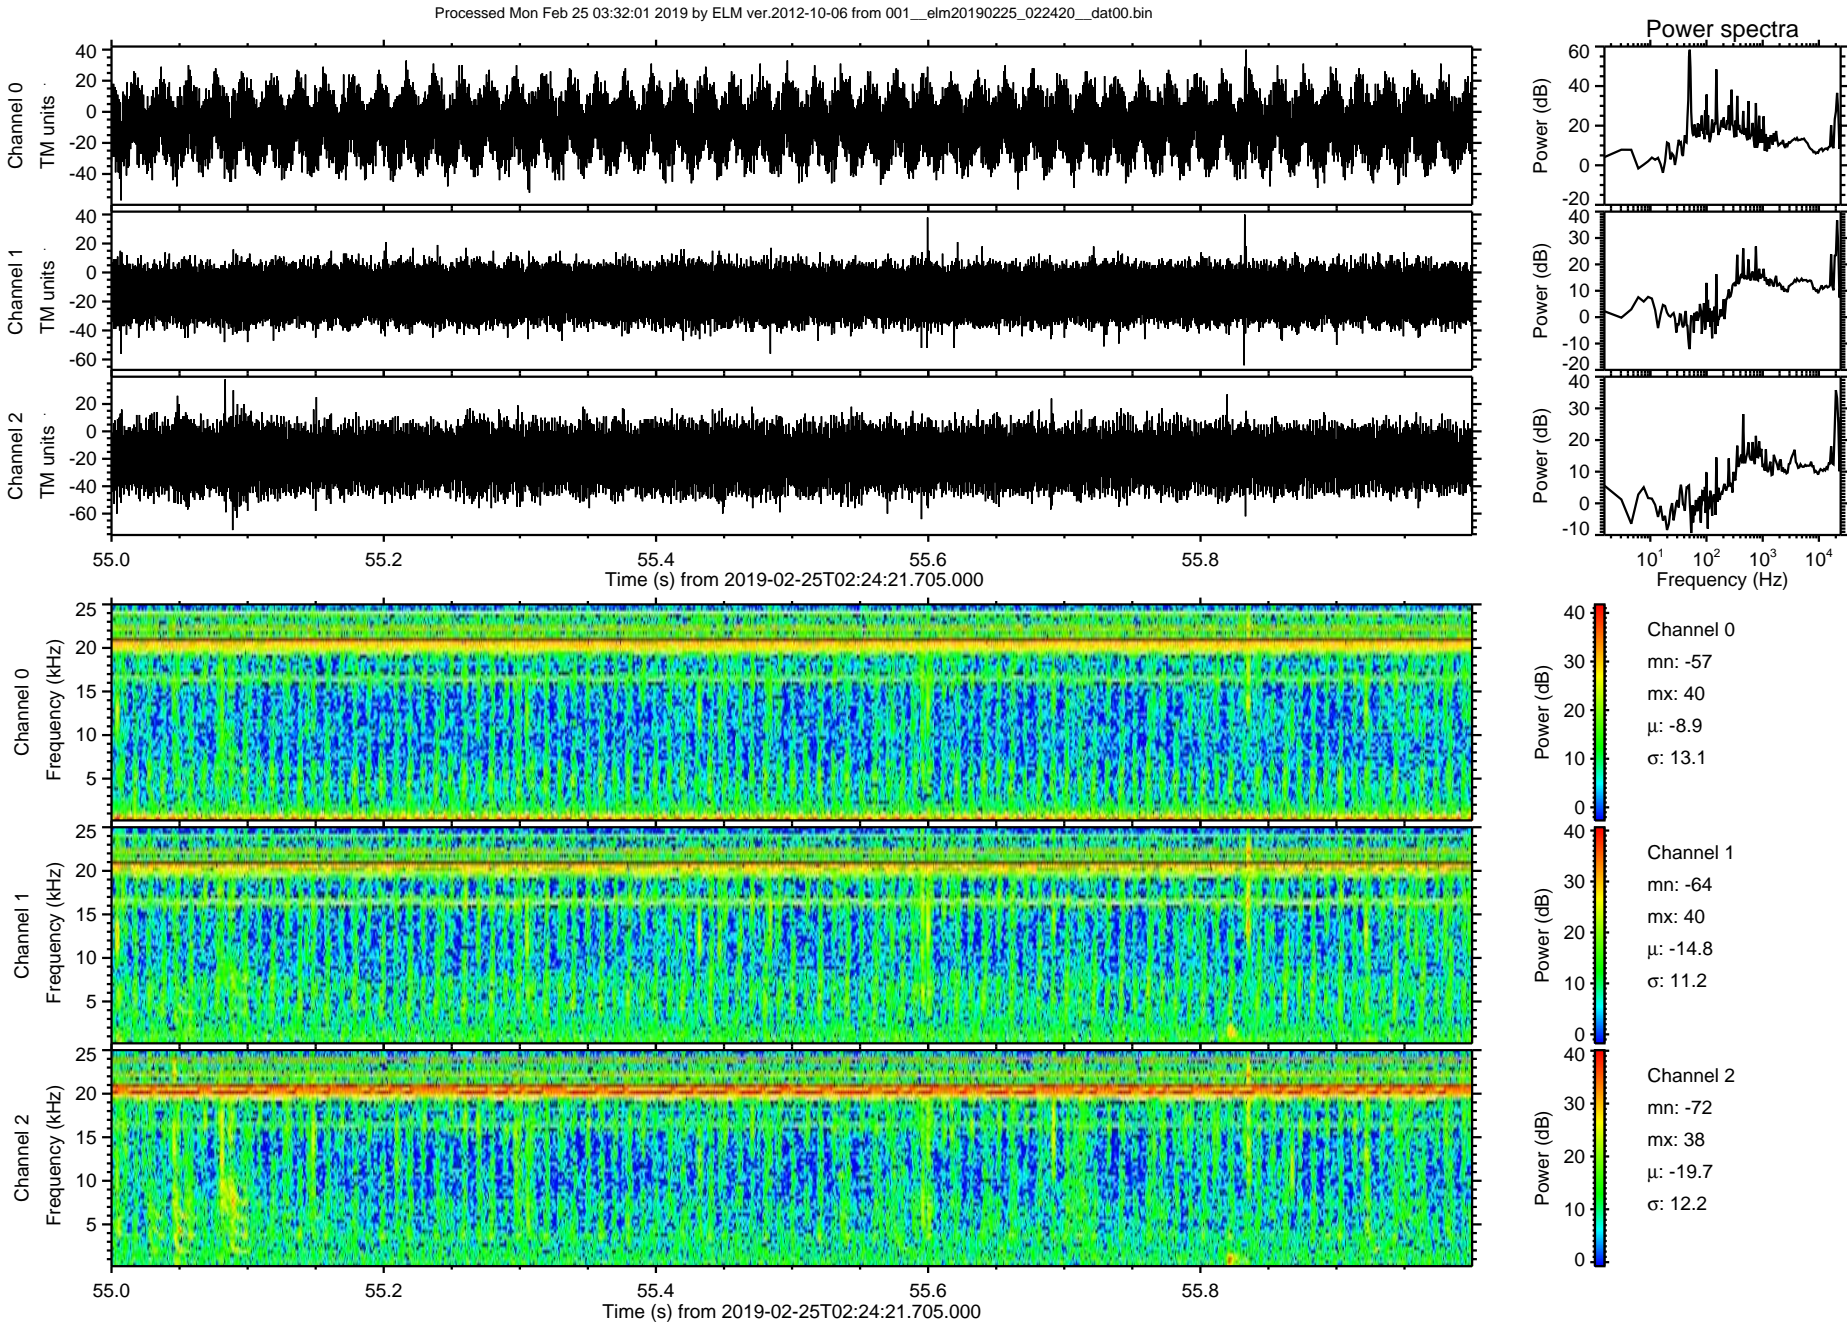 Processed Mon Feb 25 03:32:01 2019 by ELM ver.2012-10-06 from 001__elm20190225_022420__dat00.bin
Power spectra
Channel 0
TM units
40
20
0
-20
-40
Power (dB)
60
40
20
0
-20
Channel 1
TM units
40
20
0
-20
-40
-60
Power (dB)
40
30
20
10
0
-10
-20
Channel 2
TM units
20
0
-20
-40
-60
Power (dB)
40
30
20
10
0
-10
55.0 55.2 55.4 55.6 55.8
Time (s) from 2019-02-25T02:24:21.705.000
10^1 10^2 10^3 10^4
Frequency (Hz)
Channel 0
Frequency (kHz)
25
20
15
10
5
Power (dB)
40
30
20
10
0
Channel 0
mn: -57
mx: 40
μ: -8.9
σ: 13.1
Channel 1
Frequency (kHz)
25
20
15
10
5
Power (dB)
40
30
20
10
0
Channel 1
mn: -64
mx: 40
μ: -14.8
σ: 11.2
Channel 2
Frequency (kHz)
25
20
15
10
5
Power (dB)
40
30
20
10
0
Channel 2
mn: -72
mx: 38
μ: -19.7
σ: 12.2
55.0 55.2 55.4 55.6 55.8
Time (s) from 2019-02-25T02:24:21.705.000